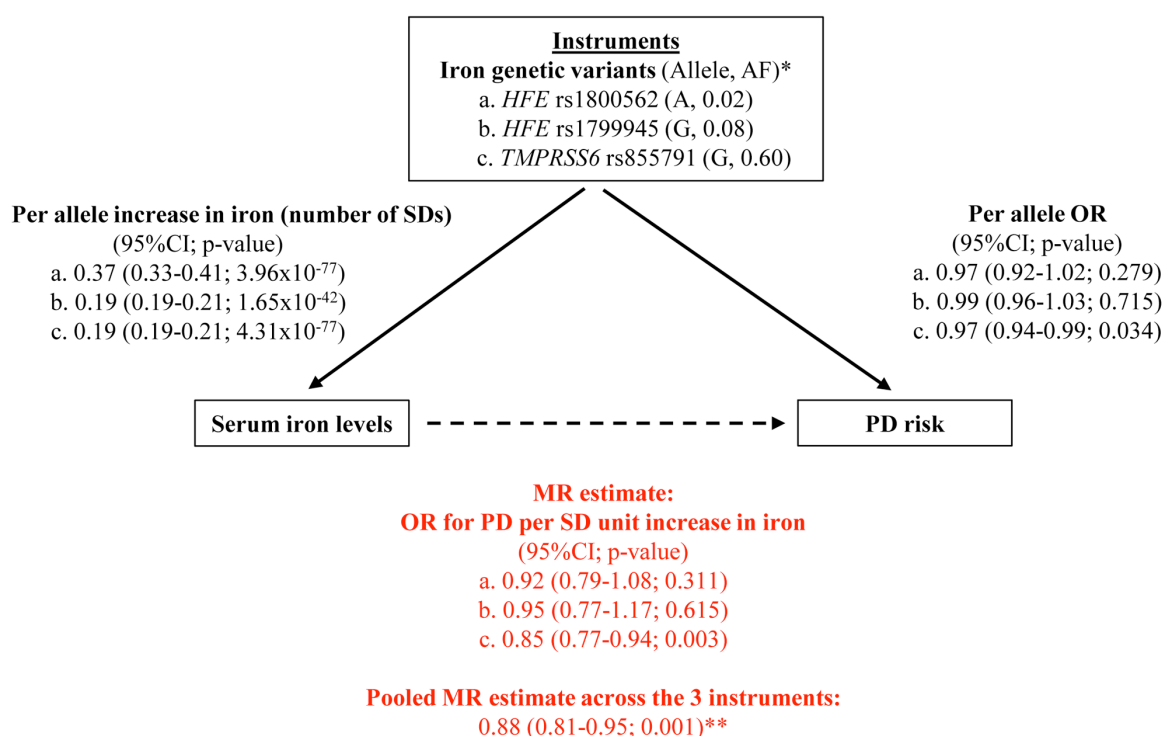 Instruments
Iron genetic variants (Allele, AF)*
a. HFE rs1800562 (A, 0.02)
b. HFE rs1799945 (G, 0.08)
c. TMPRSS6 rs855791 (G, 0.60)
Per allele increase in iron (number of SDs)
(95%CI; p-value)
a. 0.37 (0.33-0.41; 3.96x10⁻⁷⁷)
b. 0.19 (0.19-0.21; 1.65x10⁻⁴²)
c. 0.19 (0.19-0.21; 4.31x10⁻⁷⁷)
Per allele OR
(95%CI; p-value)
a. 0.97 (0.92-1.02; 0.279)
b. 0.99 (0.96-1.03; 0.715)
c. 0.97 (0.94-0.99; 0.034)
Serum iron levels
PD risk
MR estimate:
OR for PD per SD unit increase in iron
(95%CI; p-value)
a. 0.92 (0.79-1.08; 0.311)
b. 0.95 (0.77-1.17; 0.615)
c. 0.85 (0.77-0.94; 0.003)
Pooled MR estimate across the 3 instruments:
0.88 (0.81-0.95; 0.001)**